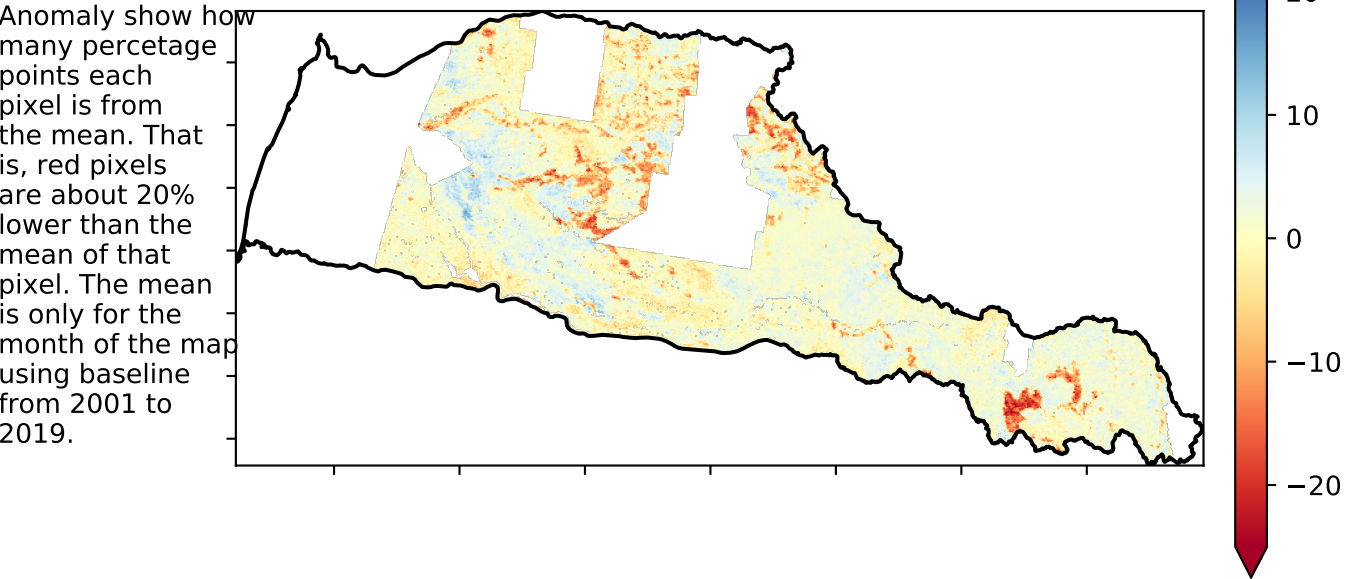 Anomaly show how
many percetage
points each
pixel is from
the mean. That
is, red pixels
are about 20%
lower than the
mean of that
pixel. The mean
is only for the
month of the map
using baseline
from 2001 to
2019.
10
0
−10
−20